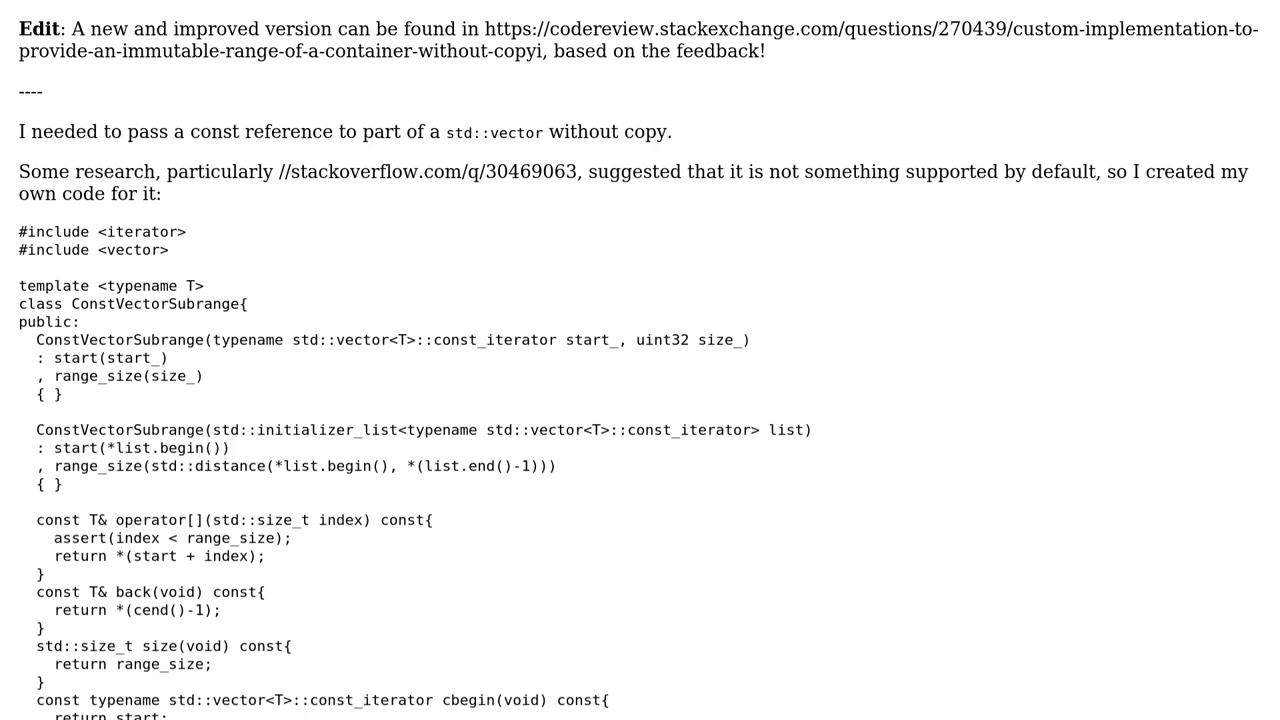 Edit: A new and improved version can be found in https://codereview.stackexchange.com/questions/270439/custom-implementation-to-
provide-an-immutable-range-of-a-container-without-copyi, based on the feedback!
----
I needed to pass a const reference to part of a std::vector without copy.
Some research, particularly //stackoverflow.com/q/30469063, suggested that it is not something supported by default, so I created my
own code for it:
#include <iterator>
#include <vector>
template <typename T>
class ConstVectorSubrange{
public:
  ConstVectorSubrange(typename std::vector<T>::const_iterator start_, uint32 size_)
  : start(start_)
  , range_size(size_)
  { }
  ConstVectorSubrange(std::initializer_list<typename std::vector<T>::const_iterator> list)
  : start(*list.begin())
  , range_size(std::distance(*list.begin(), *(list.end()-1)))
  { }
  const T& operator[](std::size_t index) const{
    assert(index < range_size);
    return *(start + index);
  }
  const T& back(void) const{
    return *(cend()-1);
  }
  std::size_t size(void) const{
    return range_size;
  }
  const typename std::vector<T>::const_iterator cbegin(void) const{
    return start;